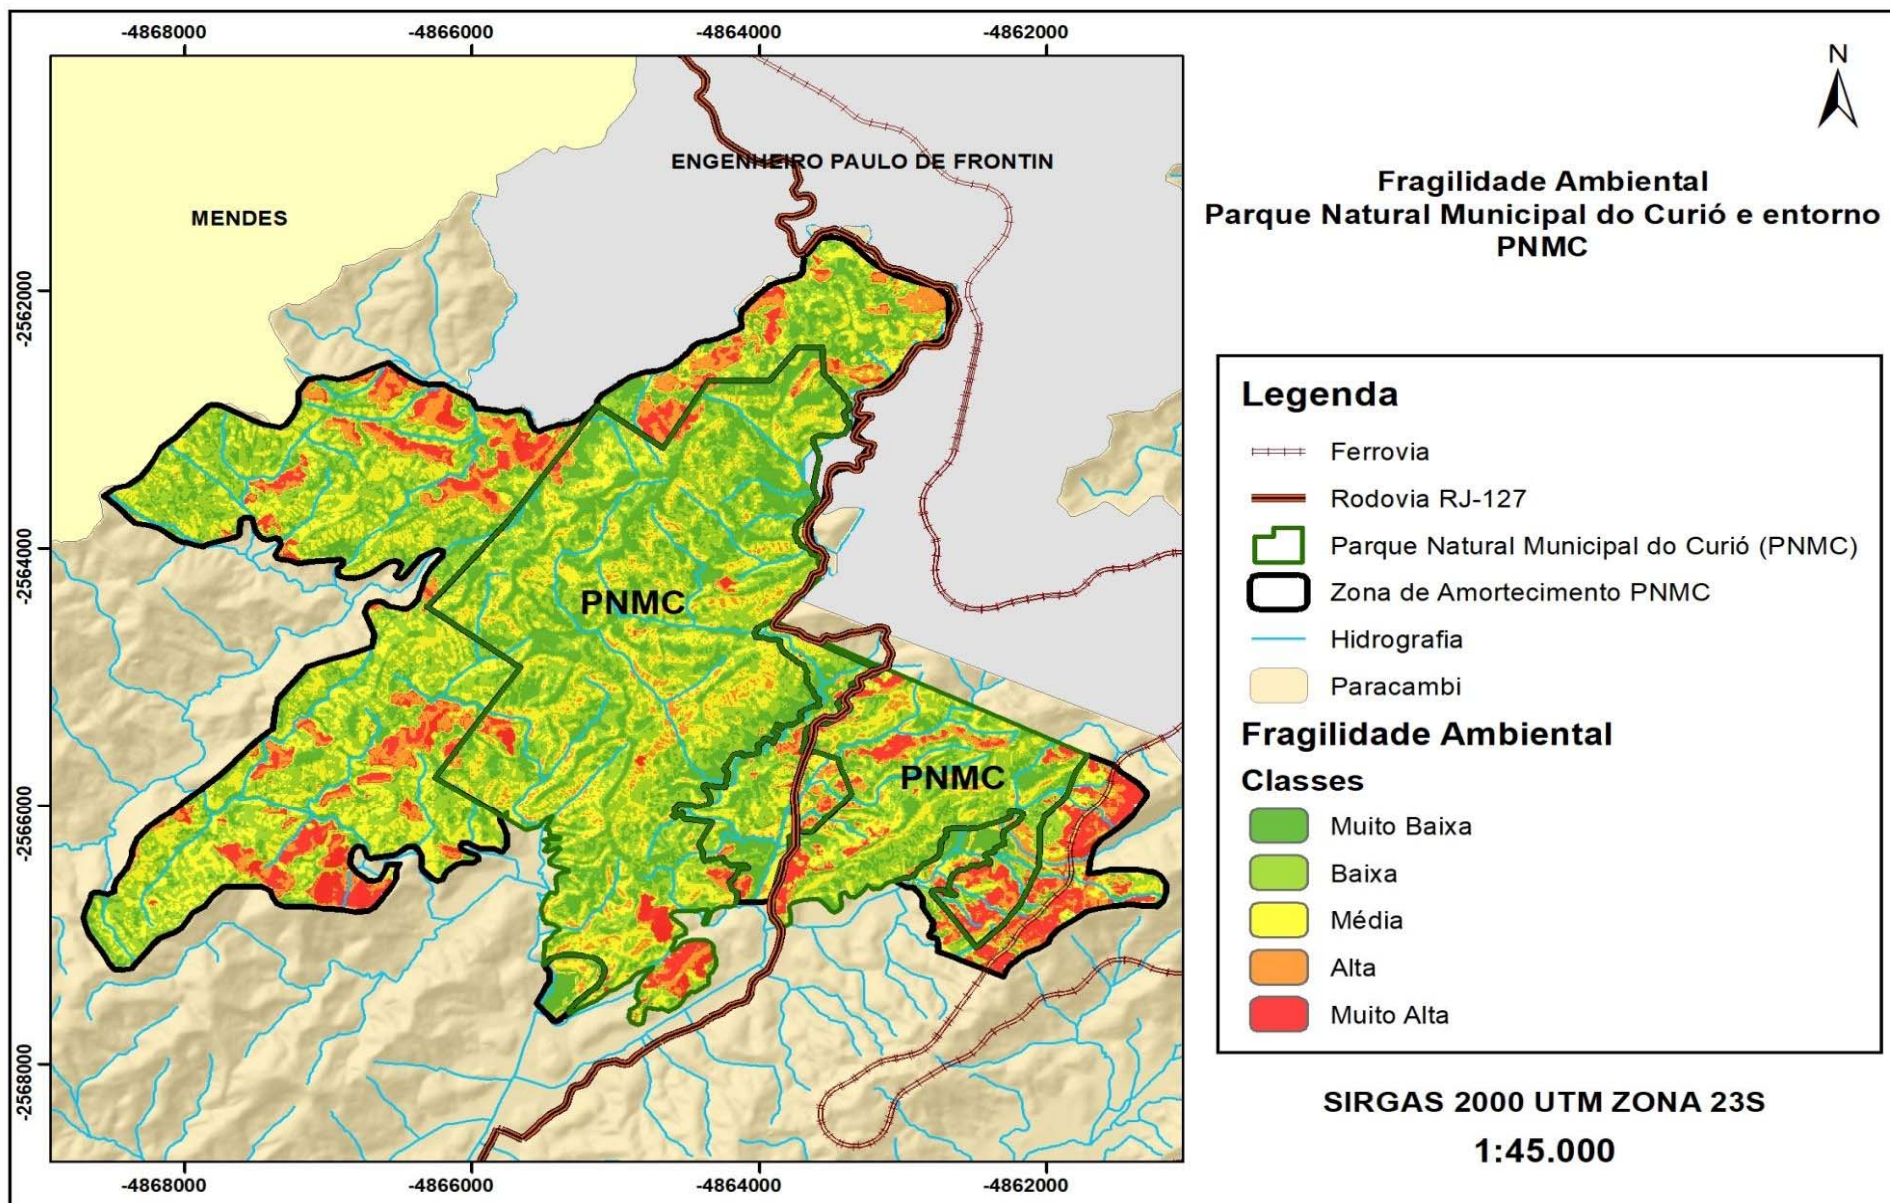 -4868000
-4866000
-4864000
-4862000
N
Fragilidade Ambiental
Parque Natural Municipal do Curió e entorno
PNMC
ENGENHEIRO PAULO DE FRONTIN
MENDES
PNMC
PNMC
-2562000
-2564000
-2566000
-2568000
-4868000
-4866000
-4864000
-4862000
Legenda
Ferrovia
Rodovia RJ-127
Parque Natural Municipal do Curió (PNMC)
Zona de Amortecimento PNMC
Hidrografia
Paracambi
Fragilidade Ambiental
Classes
Muito Baixa
Baixa
Média
Alta
Muito Alta
SIRGAS 2000 UTM ZONA 23S
1:45.000